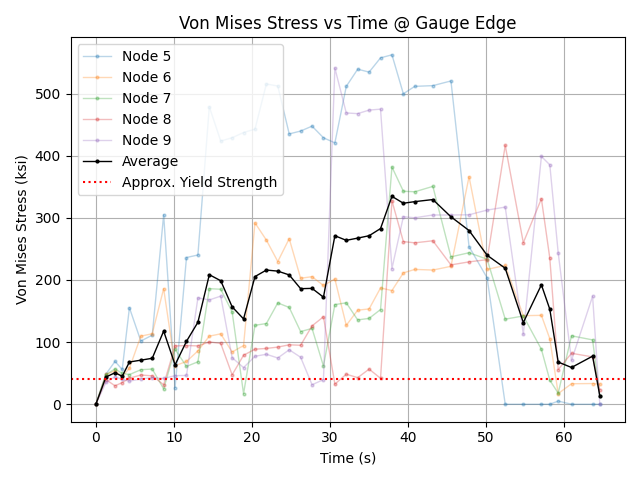 Von Mises Stress vs Time @ Gauge Edge
Node 5
Node 6
Node 7
Node 8
Node 9
Average
Approx. Yield Strength
Von Mises Stress (ksi)
500
400
300
200
100
0
0 10 20 30 40 50 60
Time (s)